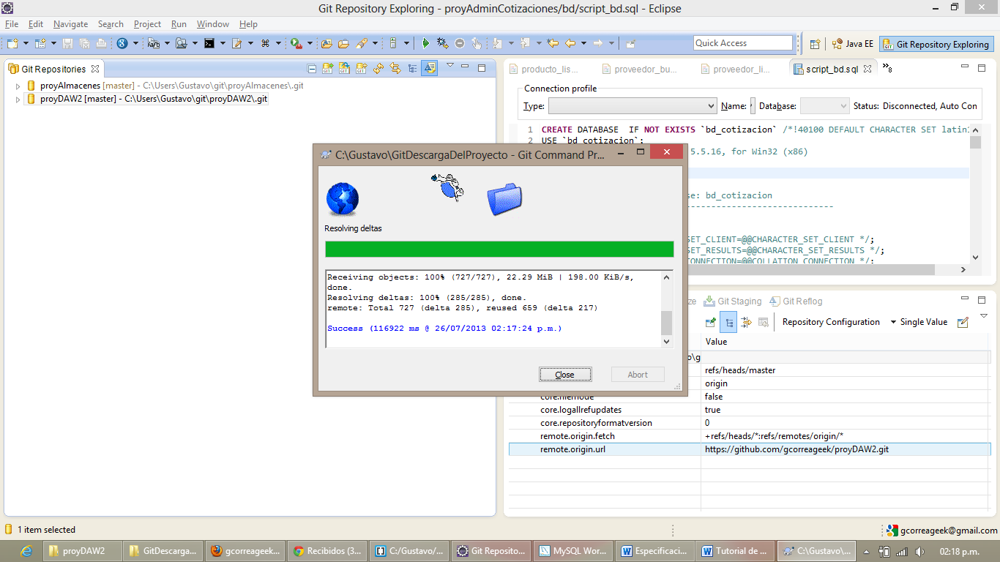 Git Repository Exploring - proyAdminCotizaciones/bd/script_bd.sql - Eclipse
File Edit Navigate Search Project Run Window Help
Quick Access
Java EE
Git Repository Exploring
Git Repositories
proyAlmacenes [master] - C:\Users\Gustavo\git\proyAlmacenes\.git
proyDAW2 [master] - C:\Users\Gustavo\git\proyDAW2\.git
producto_lis...
proveedor_bu...
proveedor_li...
script_bd.sql
»8
Connection profile
Type:
Name:
Database:
Status: Disconnected, Auto Con
1 CREATE DATABASE IF NOT EXISTS `bd_cotizacion` /*!40100 DEFAULT CHARACTER SET latin1
2 USE `bd_cotizacion`;
5.5.16, for Win32 (x86)
se: bd_cotizacion
-----------------------------
SET_CLIENT=@@CHARACTER_SET_CLIENT */;
SET_RESULTS=@@CHARACTER_SET_RESULTS */;
CONNECTION=@@COLLATION_CONNECTION */;
C:\Gustavo\GitDescargaDelProyecto - Git Command Pr...
Resolving deltas
Receiving objects: 100% (727/727), 22.29 MiB | 198.00 KiB/s,
done.
Resolving deltas: 100% (285/285), done.
remote: Total 727 (delta 285), reused 659 (delta 217)
Success (116922 ms @ 26/07/2013 02:17:24 p.m.)
Close
Abort
ze
Git Staging
Git Reflog
Repository Configuration
Single Value
Value
o\g
refs/heads/master
origin
core.filemode false
core.logallrefupdates true
core.repositoryformatversion 0
remote.origin.fetch +refs/heads/*:refs/remotes/origin/*
remote.origin.url https://github.com/gcorreageek/proyDAW2.git
1 item selected
gcorreageek@gmail.com
proyDAW2
GitDescarga...
gcorreageek...
Recibidos (3...
C:/Gustavo/...
Git Reposito...
MySQL Wor...
Especificaci...
Tutorial de ...
C:\Gustavo\...
02:18 p.m.